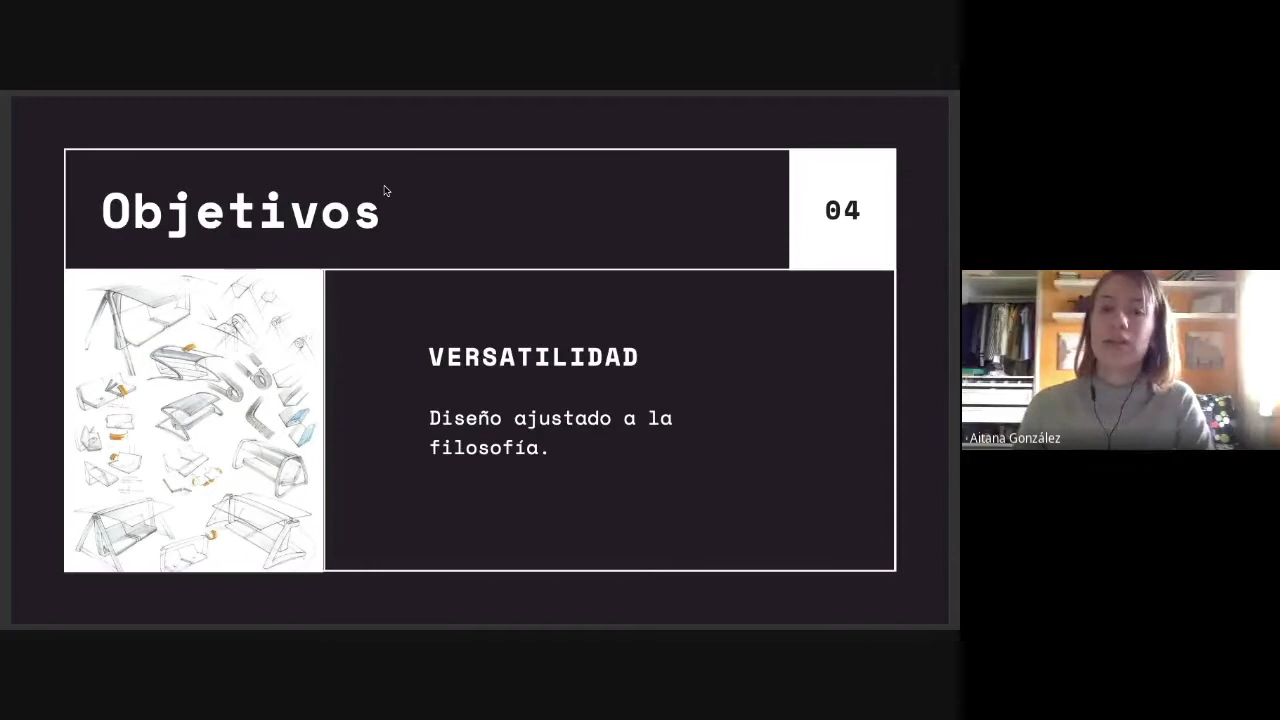 Objetivos
04
VERSATILIDAD
Diseño ajustado a la
filosofía.
Aitana González